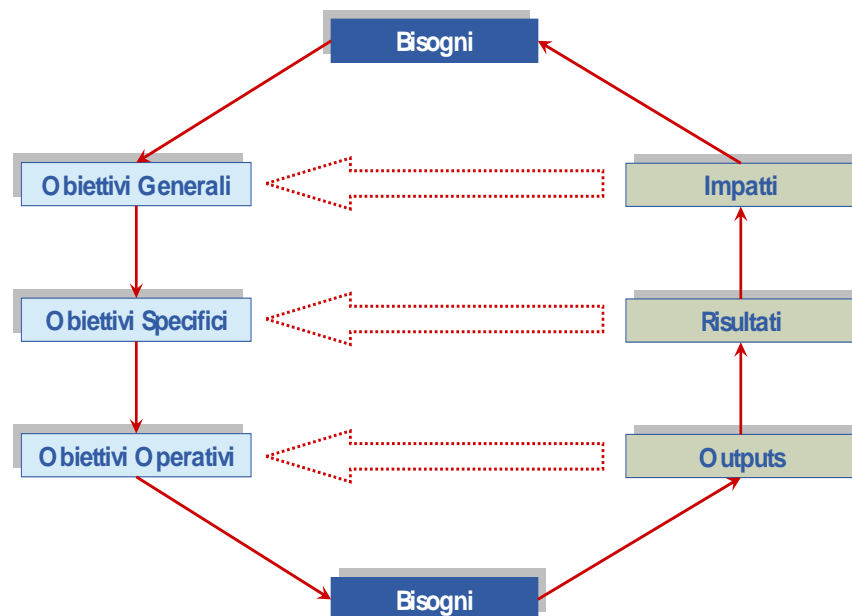 Bisogni
Obiettivi Generali
Impatti
Obiettivi Specifici
Risultati
Obiettivi Operativi
Outputs
Bisogni